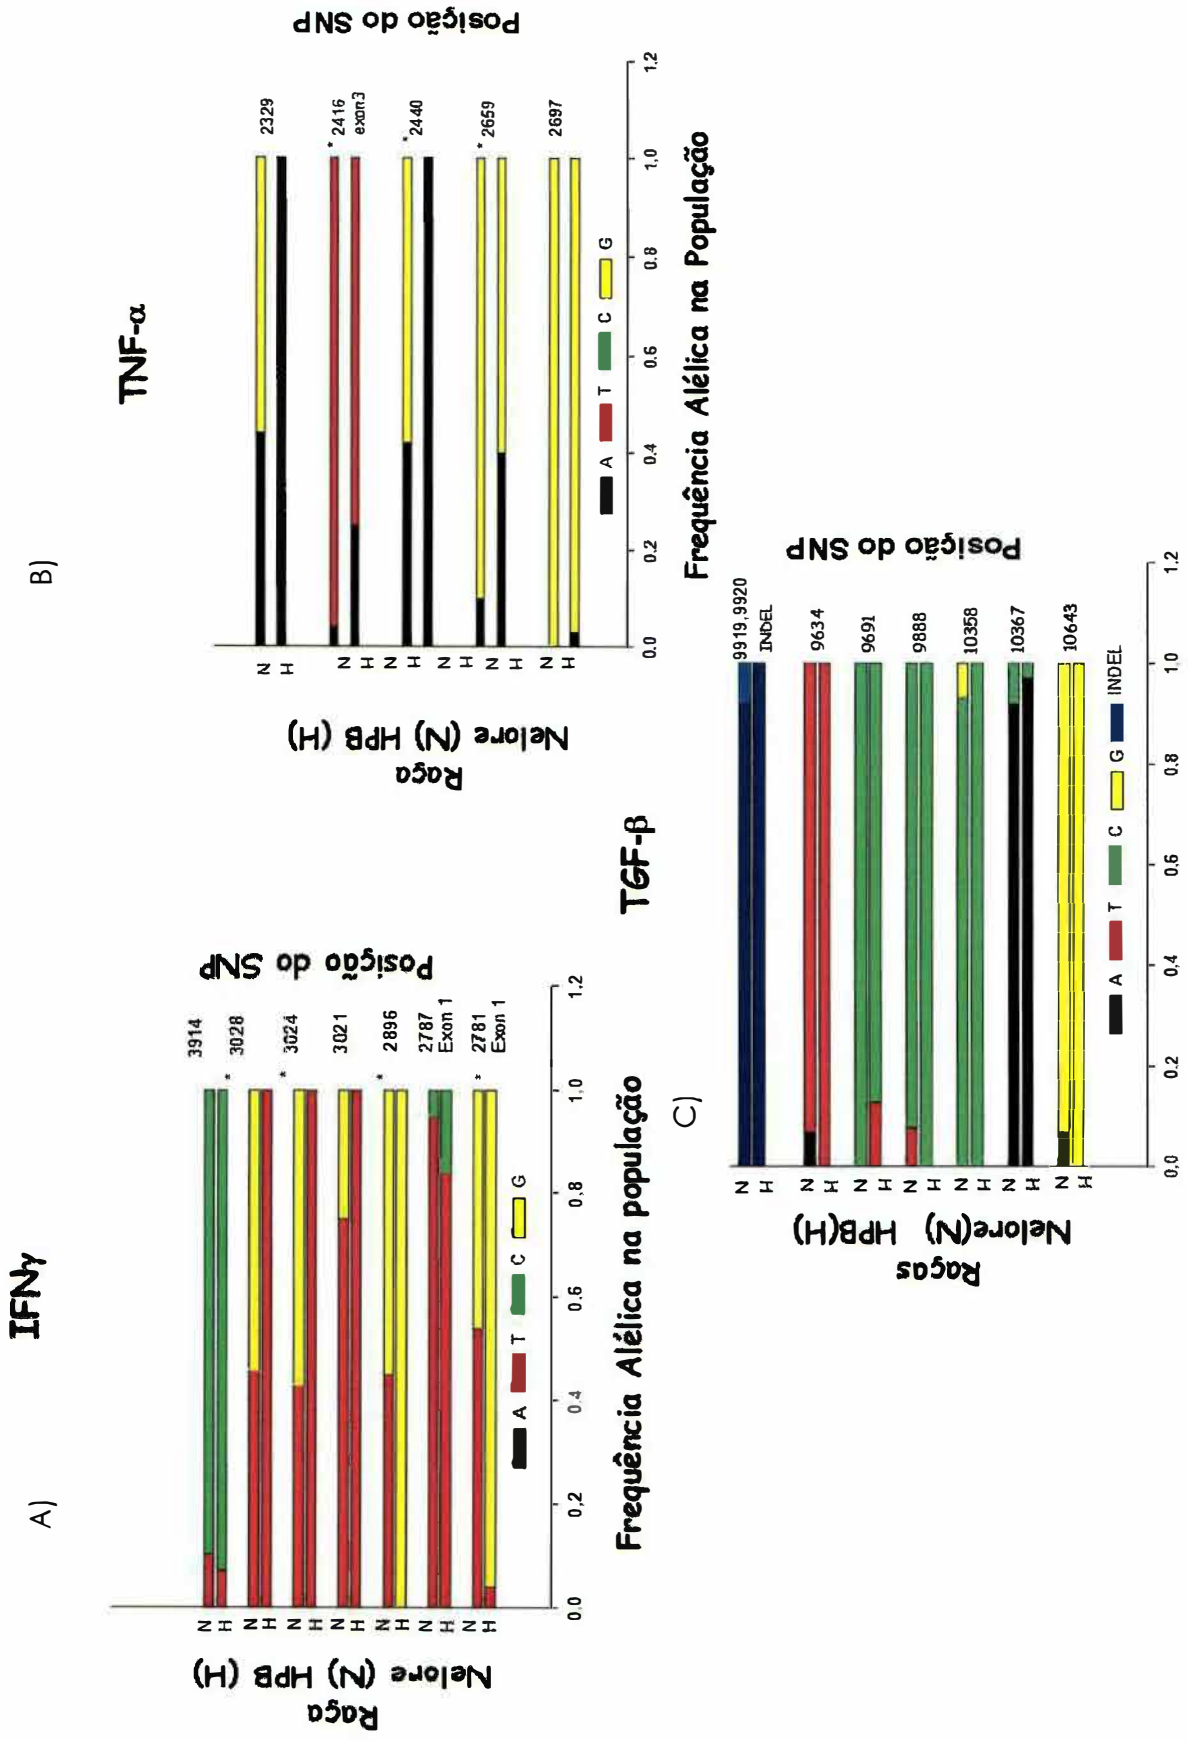 A)
IFNγ
Posição do SNP
3914
* 3028
* 3024
3021
* 2896
2787
Exon 1
* 2781
Exon 1
N
H
N
H
N
H
N
H
N
H
N
H
N
H
Raça
Nelore (N) HPB (H)
0,0 0,2 0.4 0.6 0.8 1,0 1.2
A T C G
Frequência Alélica na população
B)
TNF-α
Posição do SNP
2329
* 2416
exon3
* 2440
* 2659
2697
N
H
N
H
N
H
N
H
N
H
N
H
Raça
Nelore (N) HPB (H)
0.0 0.2 0.4 0.6 0.8 1.0 1.2
A T C G
Frequência Alélica na População
C)
TGF-β
Posição do SNP
9919,9920
INDEL
9634
9691
9888
10358
10367
10643
N
H
N
H
N
H
N
H
N
H
N
H
N
H
Raças
Nelore(N) HPB(H)
0.0 0.2 0,4 0.6 0.8 1.0 1.2
A T C G INDEL